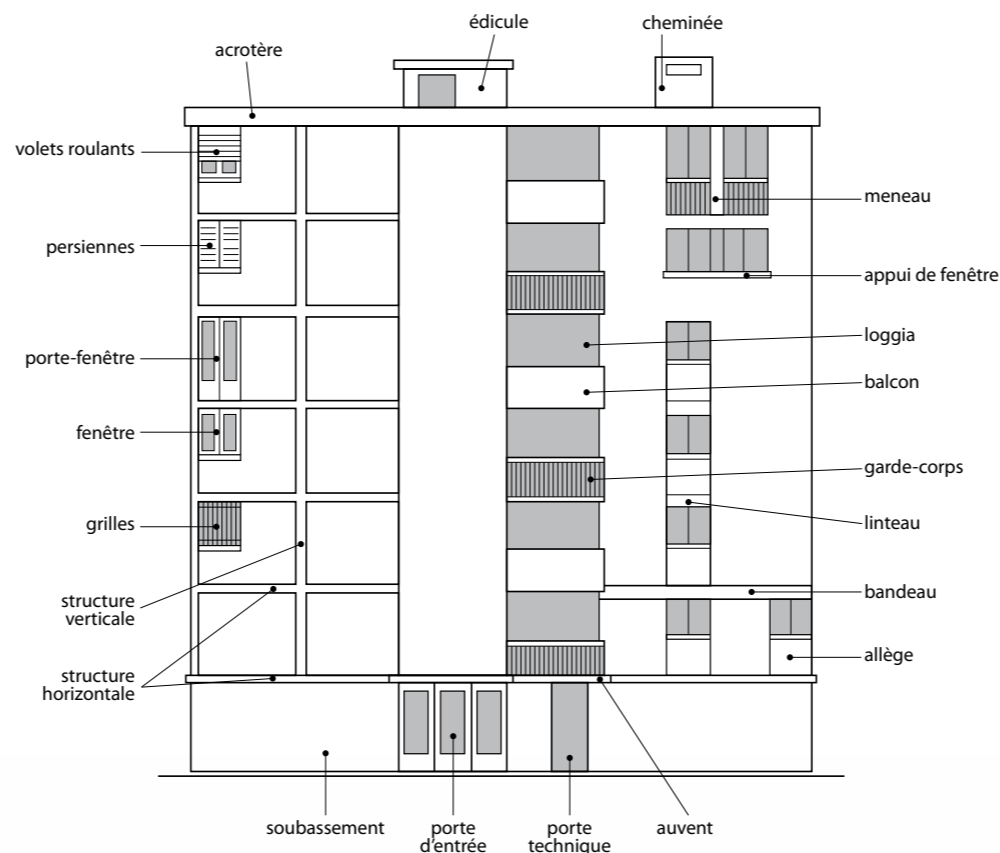 édicule
cheminée
acrotère
volets roulants
meneau
persiennes
appui de fenêtre
loggia
porte-fenêtre
balcon
fenêtre
garde-corps
grilles
linteau
structure
verticale
bandeau
allège
structure
horizontale
soubassement
porte
d'entrée
porte
technique
auvent